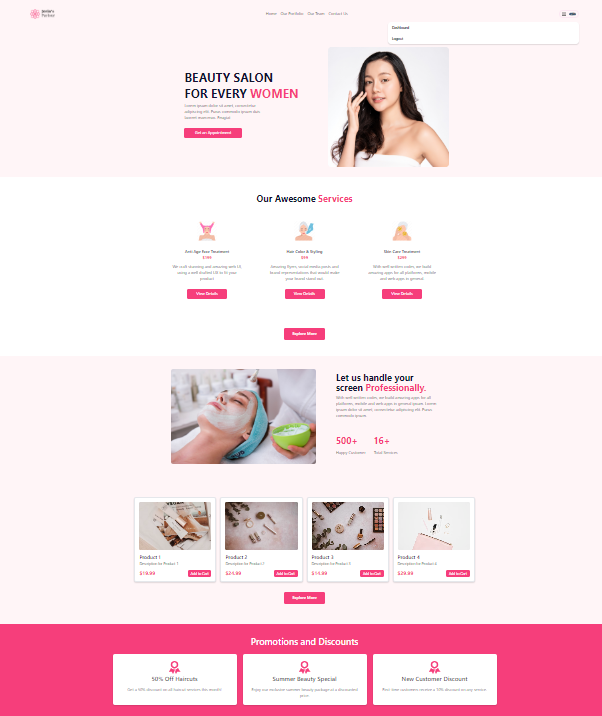 Home Our Portfolio Our Team Contact Us
Dashboard
Logout
BEAUTY SALON
FOR EVERY WOMEN
Lorem ipsum dolor sit amet, consectetur
adipiscing elit. Purus commodo ipsum duis
laoreet maecenas. Feugiat
Get an Appointment
Our Awesome Services
Anti Age Face Treatment
$199
We craft stunning and amazing web UI,
using a well drafted UX to fit your
product.
View Details
Hair Color & Styling
$99
Amazing flyers, social media posts and
brand representations that would make
your brand stand out.
View Details
Skin Care Treatment
$299
With well written codes, we build
amazing apps for all platforms, mobile
and web apps in general.
View Details
Explore More
Let us handle your
screen Professionally.
With well written codes, we build amazing apps for all
platforms, mobile and web apps in general ipsum. Lorem
ipsum dolor sit amet, consectetur adipiscing elit. Purus
commodo ipsum.
500+
Happy Customer
16+
Total Services
Product 1
Description for Product 1
$19.99
Add to Cart
Product 2
Description for Product 2
$24.99
Add to Cart
Product 3
Description for Product 3
$14.99
Add to Cart
Product 4
Description for Product 4
$29.99
Add to Cart
Explore More
Promotions and Discounts
50% Off Haircuts
Get a 50% discount on all haircut services this month.
Summer Beauty Special
Enjoy our exclusive summer beauty package at a discounted
price.
New Customer Discount
First-time customers receive a 10% discount on any service.